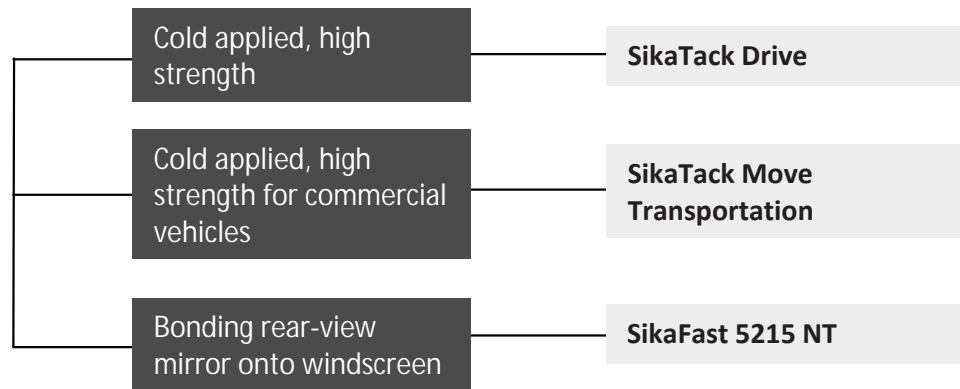 Cold applied, high
strength
SikaTack Drive
Cold applied, high
strength for commercial
vehicles
SikaTack Move
Transportation
Bonding rear-view
mirror onto windscreen
SikaFast 5215 NT